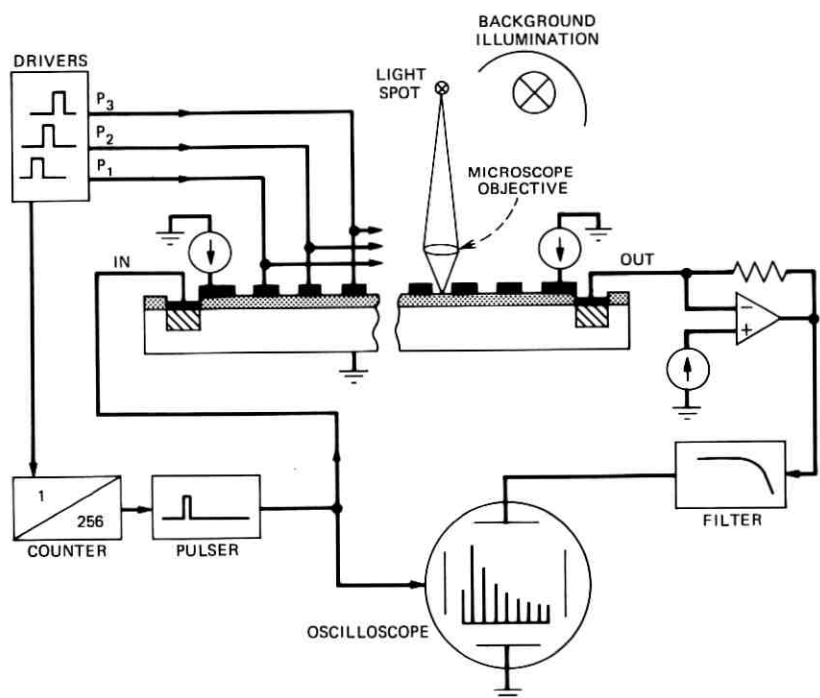 BACKGROUND
ILLUMINATION
DRIVERS
LIGHT
SPOT
P3
P2
P1
MICROSCOPE
OBJECTIVE
IN
OUT
1
256
COUNTER
PULSER
FILTER
OSCILLOSCOPE